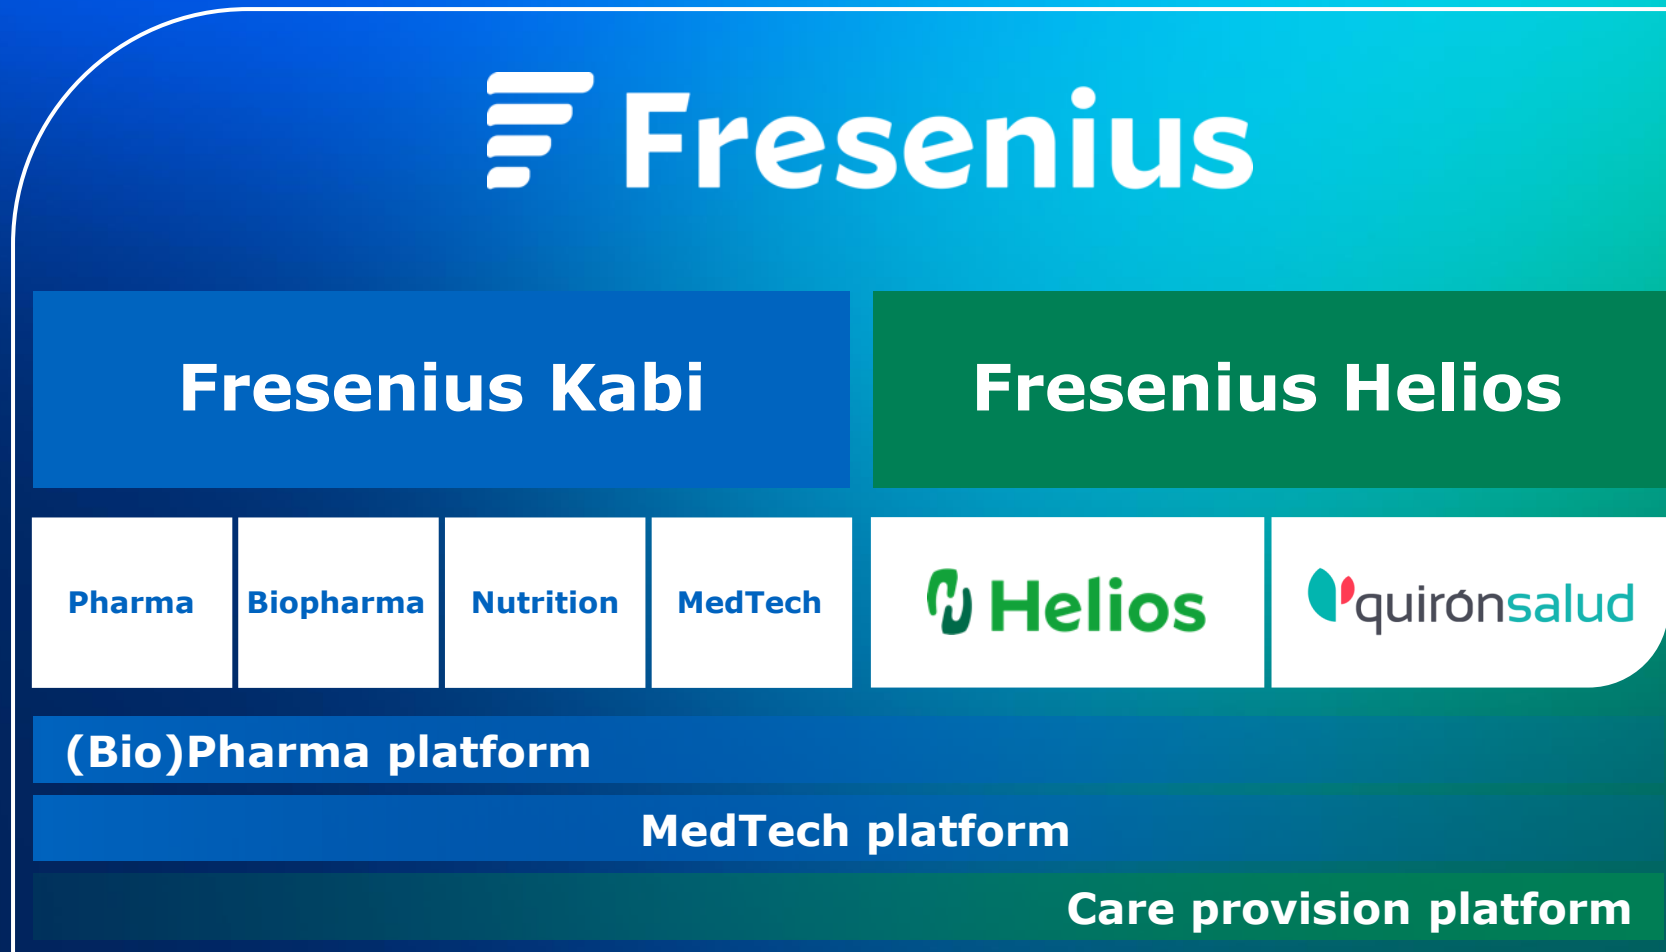 Fresenius
Fresenius Kabi
Fresenius Helios
Pharma
Biopharma
Nutrition
MedTech
Helios
quirónsalud
(Bio)Pharma platform
MedTech platform
Care provision platform